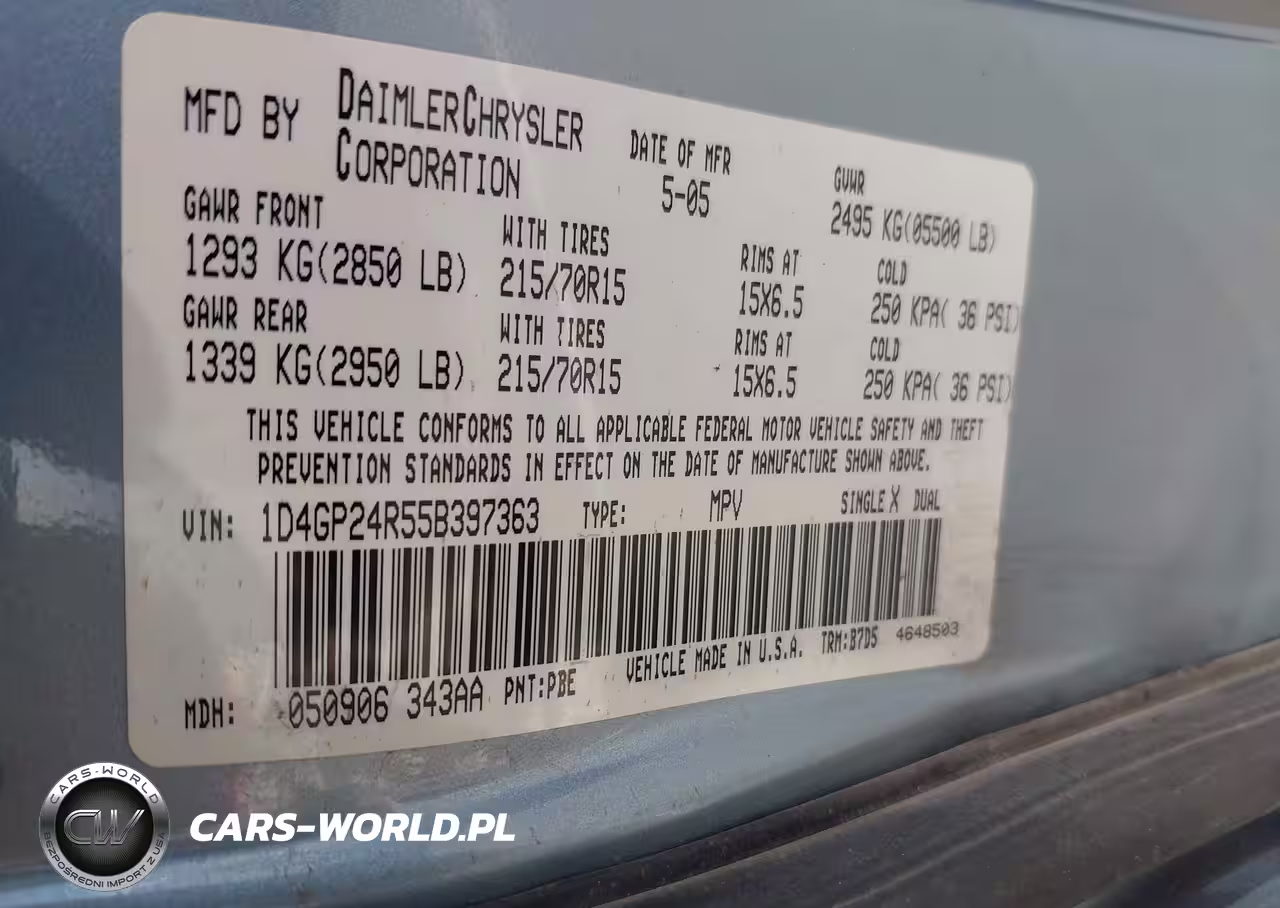 MFD BY DAIMLERCHRYSLER CORPORATION
DATE OF MFR
5-05
GVWR
2495 KG(05500 LB)
GAWR FRONT
1293 KG(2850 LB)
WITH TIRES
215/70R15
RIMS AT
15X6.5
COLD
250 KPA( 36 PSI)
GAWR REAR
1339 KG(2950 LB)
WITH TIRES
215/70R15
RIMS AT
15X6.5
COLD
250 KPA( 36 PSI)
THIS VEHICLE CONFORMS TO ALL APPLICABLE FEDERAL MOTOR VEHICLE SAFETY AND THEFT
PREVENTION STANDARDS IN EFFECT ON THE DATE OF MANUFACTURE SHOWN ABOVE.
VIN: 1D4GP24R55B397363 TYPE: MPV SINGLE X DUAL
MDH: 050906 343AA PNT:PBE VEHICLE MADE IN U.S.A. TRM:B7D5 4648503
CARS-WORLD
CW
BEZPOŚREDNI IMPORT Z USA
CARS-WORLD.PL